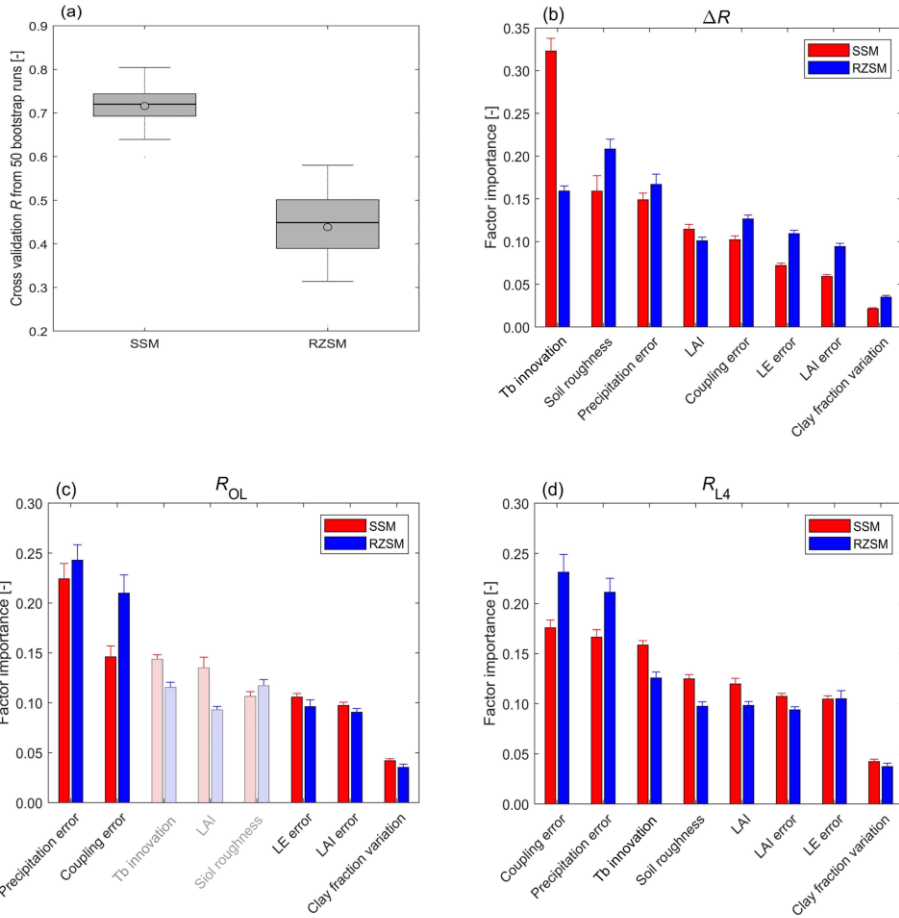 (a)
Cross validation R from 50 bootstrap runs [-]
0.9
0.8
0.7
0.6
0.5
0.4
0.3
0.2
SSM
RZSM
(b)
ΔR
Factor importance [-]
0.35
0.30
0.25
0.20
0.15
0.10
0.05
0.00
SSM
RZSM
Tb innovation
Soil roughness
Precipitation error
LAI
Coupling error
LE error
LAI error
Clay fraction variation
(c)
R_OL
Factor importance [-]
0.30
0.25
0.20
0.15
0.10
0.05
0.00
SSM
RZSM
Precipitation error
Coupling error
Tb innovation
LAI
Siol roughness
LE error
LAI error
Clay fraction variation
(d)
R_L4
Factor importance [-]
0.30
0.25
0.20
0.15
0.10
0.05
0.00
SSM
RZSM
Coupling error
Precipitation error
Tb innovation
Soil roughness
LAI
LAI error
LE error
Clay fraction variation